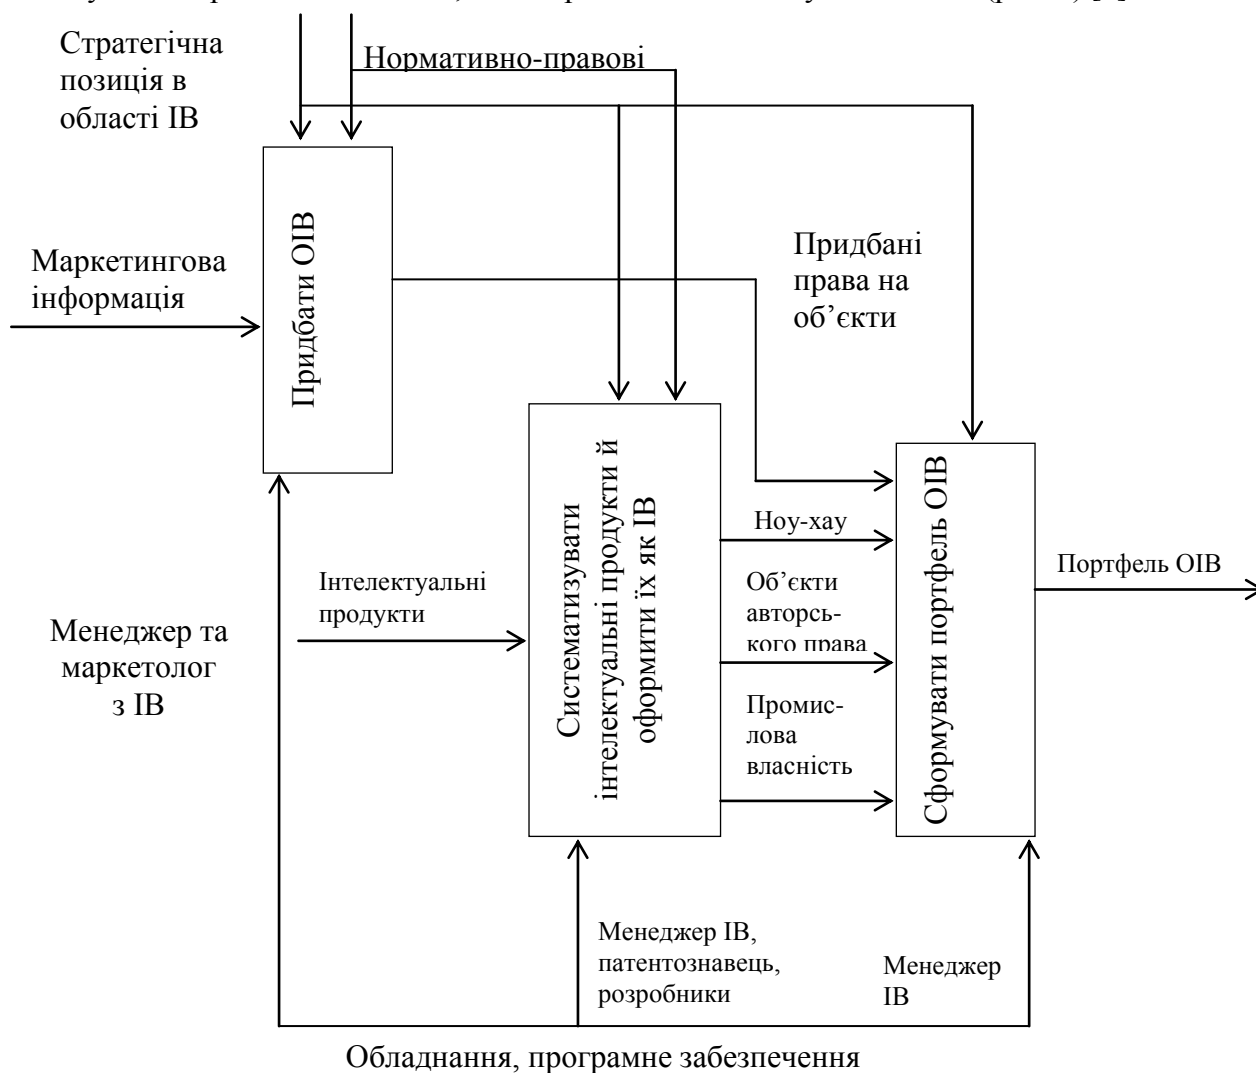 Стратегічна
позиція в
області ІВ
Нормативно-правові
Придбати ОІВ
Маркетингова
інформація
Придбані
права на
об’єкти
Систематизувати
інтелектуальні продукти й
оформити їх як ІВ
Сформувати портфель ОІВ
Ноу-хау
Об’єкти
авторсь-
кого права
Промис-
лова
власність
Портфель ОІВ
Інтелектуальні
продукти
Менеджер та
маркетолог
з ІВ
Менеджер ІВ,
патентознавець,
розробники
Менеджер
ІВ
Обладнання, програмне забезпечення